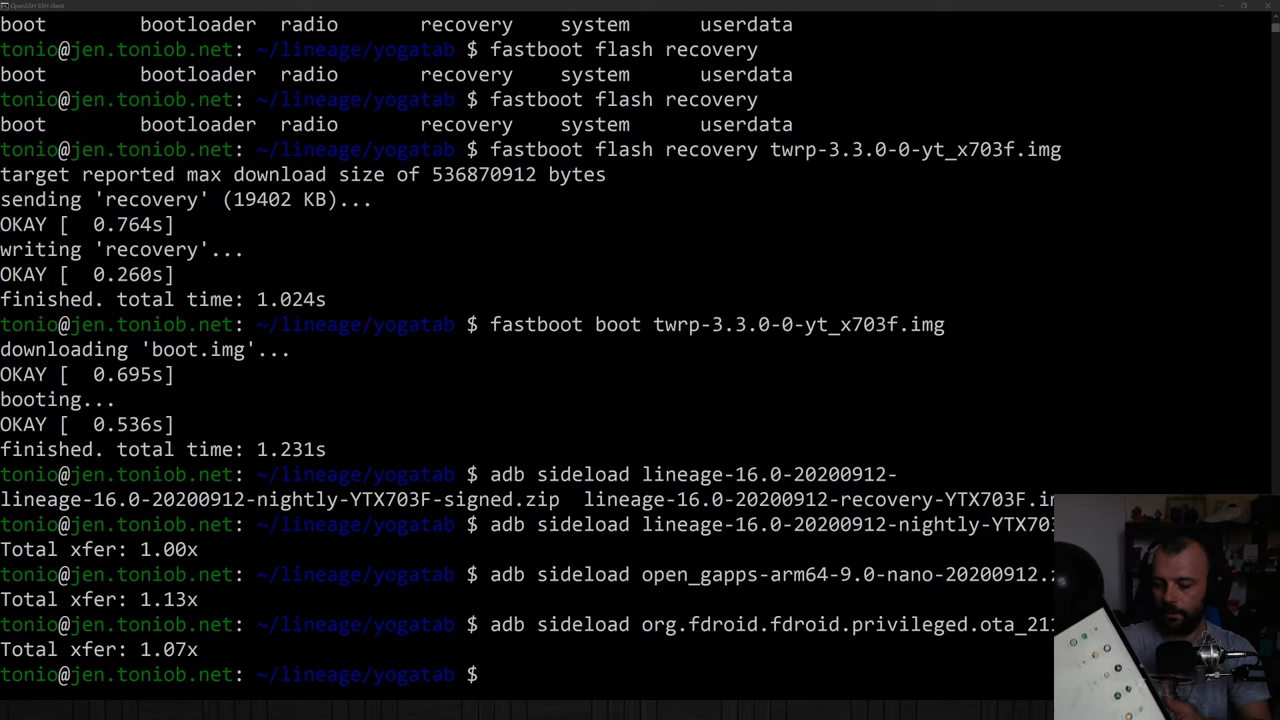 OpenSSH SSH client
boot bootloader radio recovery system userdata
tonio@jen.toniob.net: ~/lineage/yogatab $ fastboot flash recovery
boot bootloader radio recovery system userdata
tonio@jen.toniob.net: ~/lineage/yogatab $ fastboot flash recovery
boot bootloader radio recovery system userdata
tonio@jen.toniob.net: ~/lineage/yogatab $ fastboot flash recovery twrp-3.3.0-0-yt_x703f.img
target reported max download size of 536870912 bytes
sending 'recovery' (19402 KB)...
OKAY [  0.764s]
writing 'recovery'...
OKAY [  0.260s]
finished. total time: 1.024s
tonio@jen.toniob.net: ~/lineage/yogatab $ fastboot boot twrp-3.3.0-0-yt_x703f.img
downloading 'boot.img'...
OKAY [  0.695s]
booting...
OKAY [  0.536s]
finished. total time: 1.231s
tonio@jen.toniob.net: ~/lineage/yogatab $ adb sideload lineage-16.0-20200912-
lineage-16.0-20200912-nightly-YTX703F-signed.zip lineage-16.0-20200912-recovery-YTX703F.i
tonio@jen.toniob.net: ~/lineage/yogatab $ adb sideload lineage-16.0-20200912-nightly-YTX703
Total xfer: 1.00x
tonio@jen.toniob.net: ~/lineage/yogatab $ adb sideload open_gapps-arm64-9.0-nano-20200912.
Total xfer: 1.13x
tonio@jen.toniob.net: ~/lineage/yogatab $ adb sideload org.fdroid.fdroid.privileged.ota_21
Total xfer: 1.07x
tonio@jen.toniob.net: ~/lineage/yogatab $